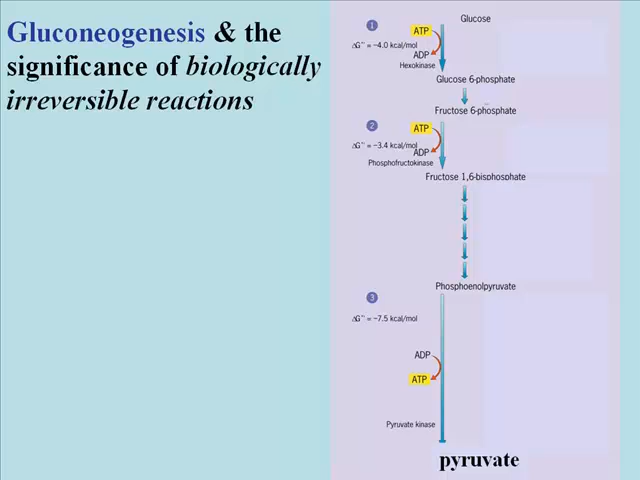 Gluconeogenesis & the
significance of biologically
irreversible reactions
1
Glucose
ATP
ΔG°' = −4.0 kcal/mol
ADP
Hexokinase
Glucose 6-phosphate
Fructose 6-phosphate
2
ATP
ΔG°' = −3.4 kcal/mol
ADP
Phosphofructokinase
Fructose 1,6-bisphosphate
Phosphoenolpyruvate
3
ΔG°' = −7.5 kcal/mol
ADP
ATP
Pyruvate kinase
pyruvate